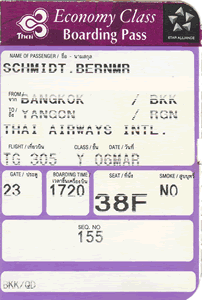 Economy Class
Boarding Pass
THAI
STAR ALLIANCE
NAME OF PASSENGER / ชื่อ - นามสกุล
SCHMIDT.BERNMR
FROM
จาก BANGKOK / BKK
TO
ถึง YANGON / RGN
THAI AIRWAYS INTL.
FLIGHT / เที่ยวบิน CLASS / ชั้น DATE / วันที่
TG 305 Y 06MAR
GATE / ประตู BOARDING TIME SEAT / ที่นั่ง SMOKE / สูบบุหรี่
23 1720 38F NO
SEQ. NO
155
BKK/QD